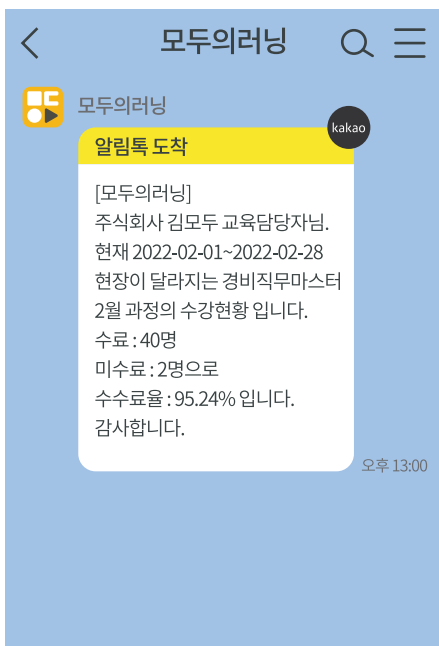 모두의러닝
모두의러닝
kakao
알림톡 도착
[모두의러닝]
주식회사 김모두 교육담당자님.
현재 2022-02-01~2022-02-28
현장이 달라지는 경비직무마스터
2월 과정의 수강현황 입니다.
수료 : 40명
미수료 : 2명으로
수수료율 : 95.24% 입니다.
감사합니다.
오후 13:00